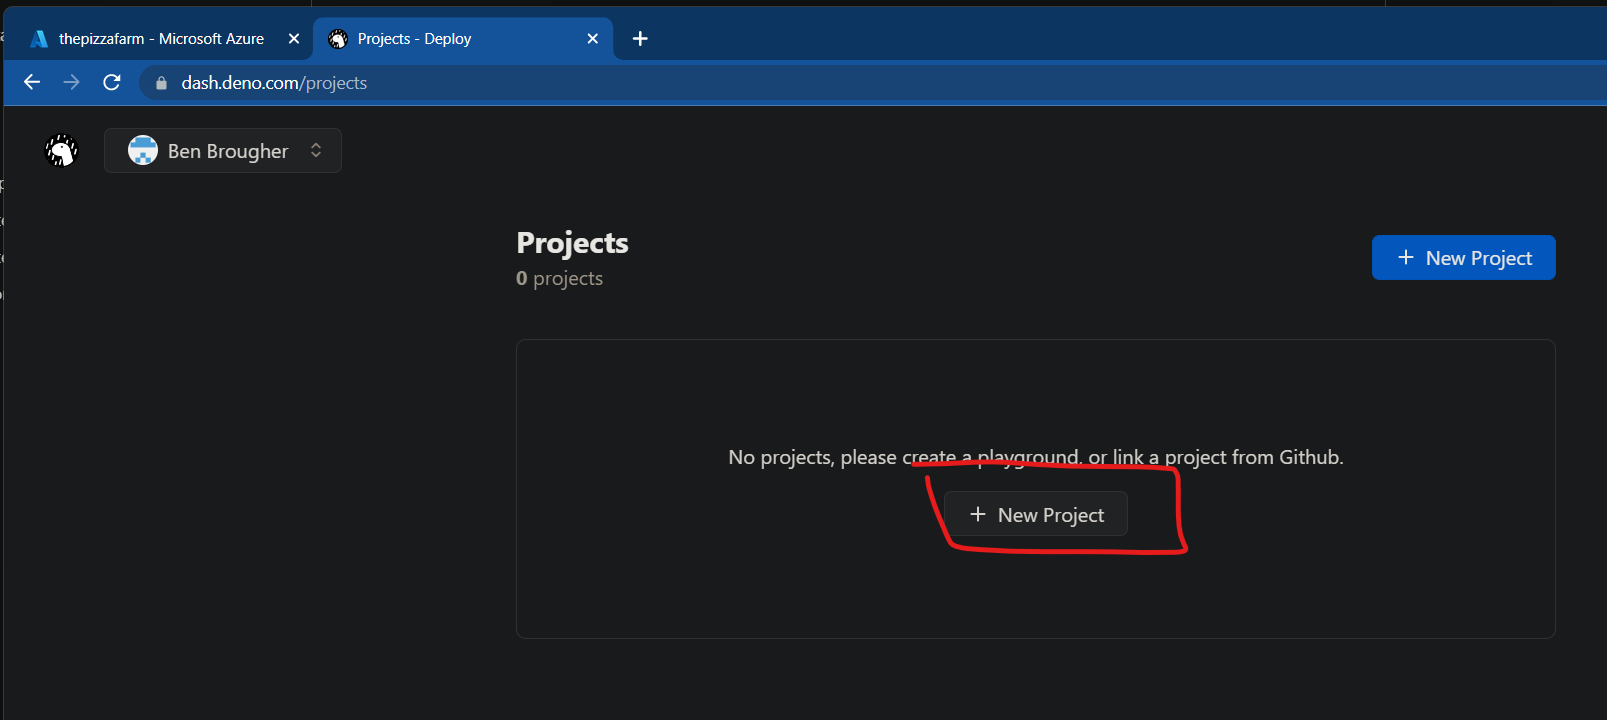 thepizzafarm - Microsoft Azure
Projects - Deploy
dash.deno.com/projects
Ben Brougher
Projects
0 projects
+ New Project
No projects, please create a playground, or link a project from Github.
+ New Project